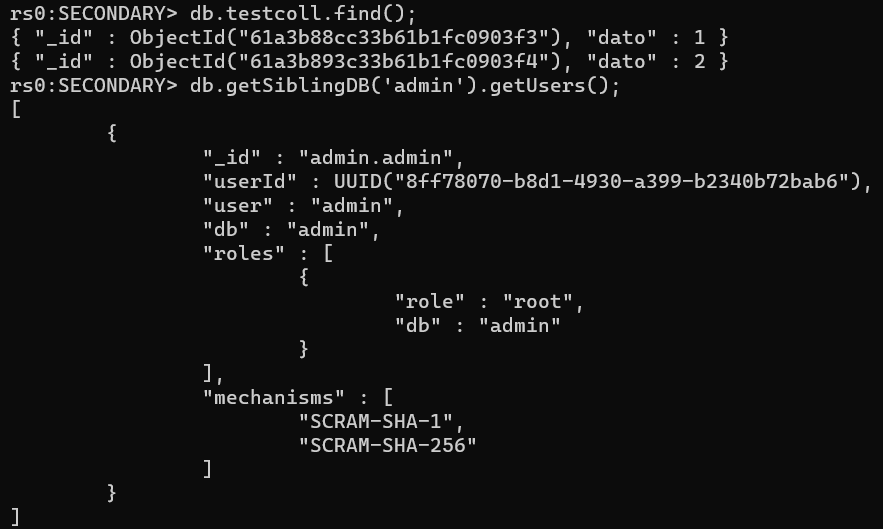 rs0:SECONDARY> db.testcoll.find();
{ "_id" : ObjectId("61a3b88cc33b61b1fc0903f3"), "dato" : 1 }
{ "_id" : ObjectId("61a3b893c33b61b1fc0903f4"), "dato" : 2 }
rs0:SECONDARY> db.getSiblingDB('admin').getUsers();
[
        {
                "_id" : "admin.admin",
                "userId" : UUID("8ff78070-b8d1-4930-a399-b2340b72bab6"),
                "user" : "admin",
                "db" : "admin",
                "roles" : [
                        {
                                "role" : "root",
                                "db" : "admin"
                        }
                ],
                "mechanisms" : [
                        "SCRAM-SHA-1",
                        "SCRAM-SHA-256"
                ]
        }
]